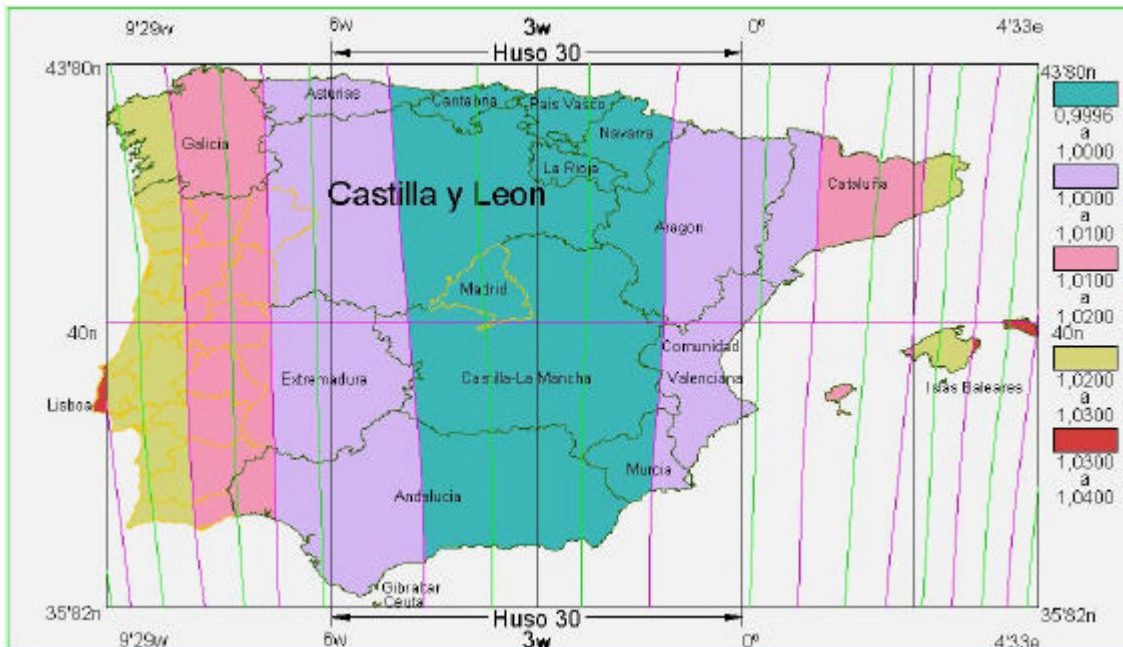 9'29w 6w 3w 0º 4'33e
Huso 30
43'80n 43'80n
Asturias Cantabria Pais Vasco
0,9996
a
1,0000
Galicia Navarra
La Rioja
Cataluña
Castilla y Leon
1,0000
a
1,0100
Aragon
Madrid
1,0100
a
1,0200
40n 40n
Comunidad
Valenciana
Extremadura Castilla-La Mancha
Islas Baleares
1,0200
a
1,0300
Lisboa
Murcia
1,0300
a
1,0400
Andalucia
Gibraltar
Ceuta
35'82n 35'82n
Huso 30
9'29w 6w 3w 0º 4'33e